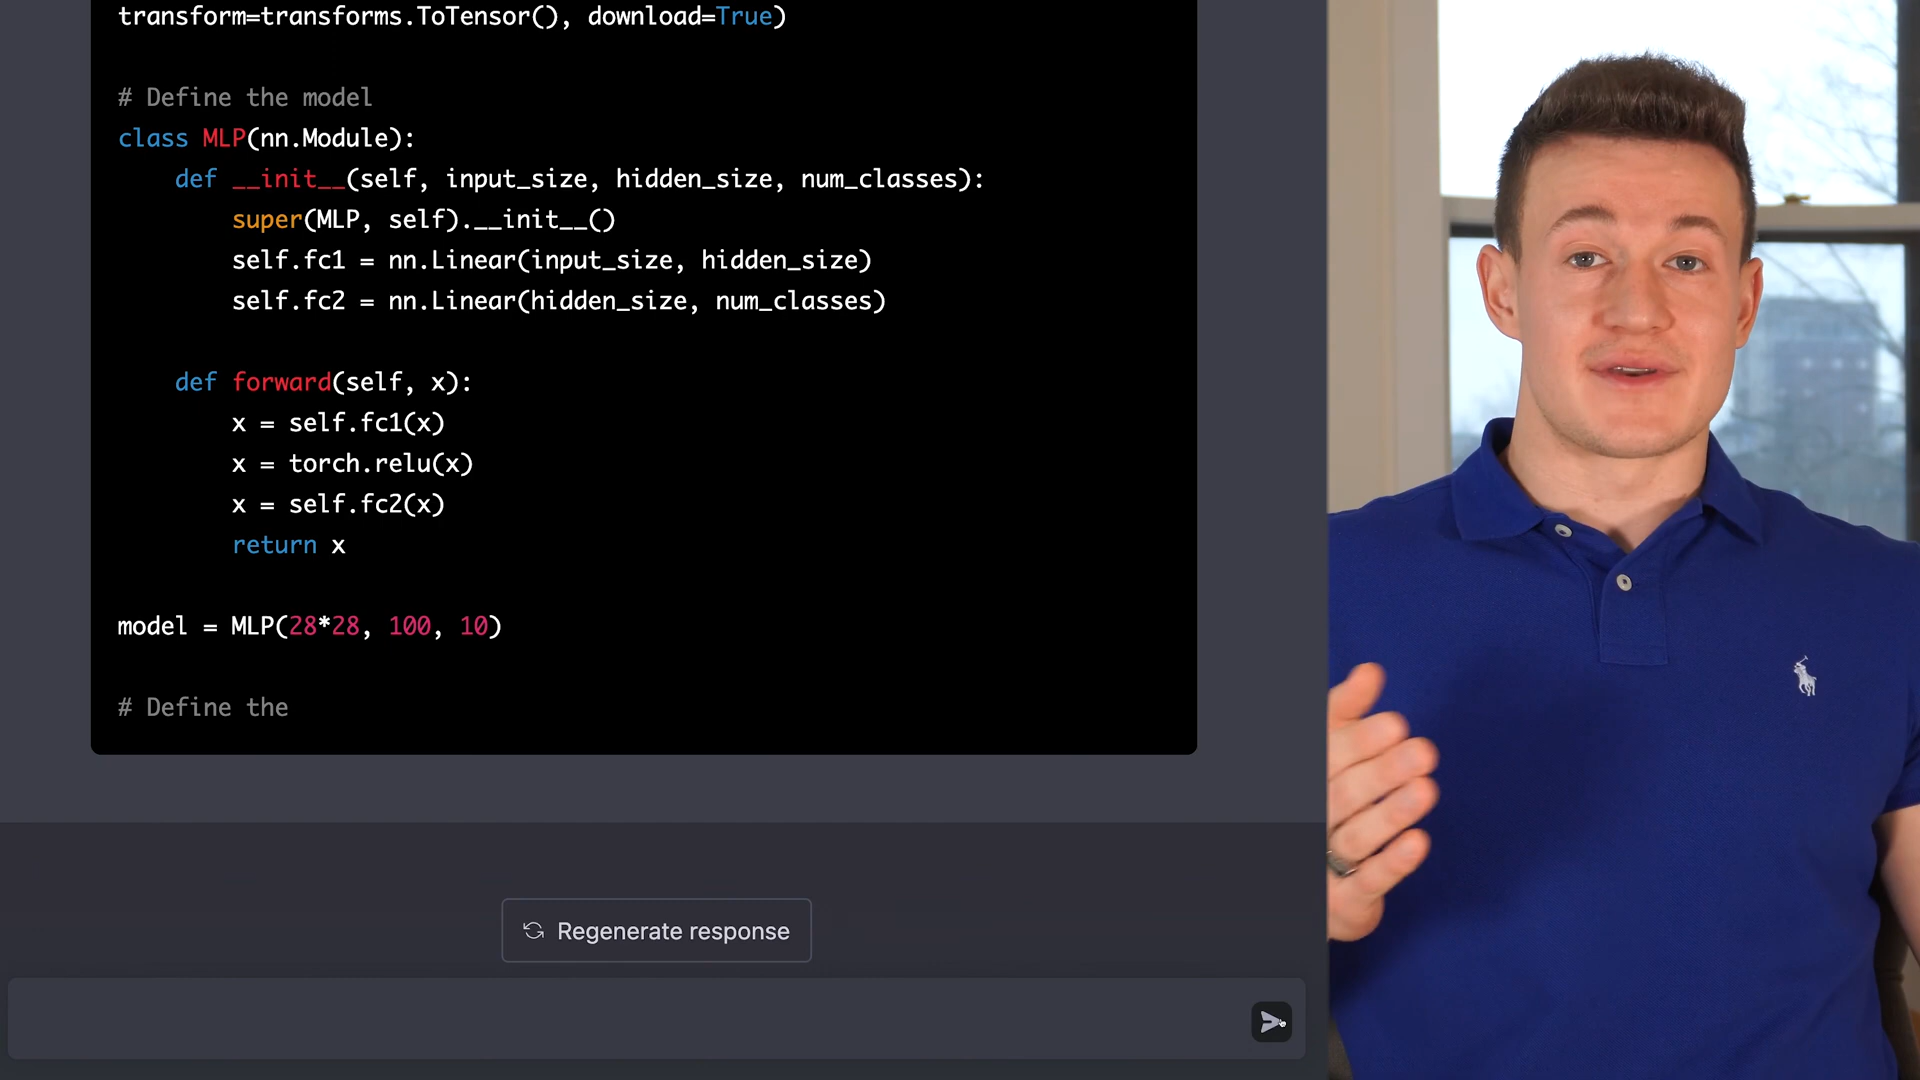 transform=transforms.ToTensor(), download=True)
# Define the model
class MLP(nn.Module):
    def __init__(self, input_size, hidden_size, num_classes):
        super(MLP, self).__init__()
        self.fc1 = nn.Linear(input_size, hidden_size)
        self.fc2 = nn.Linear(hidden_size, num_classes)
    def forward(self, x):
        x = self.fc1(x)
        x = torch.relu(x)
        x = self.fc2(x)
        return x
model = MLP(28*28, 100, 10)
# Define the
Regenerate response